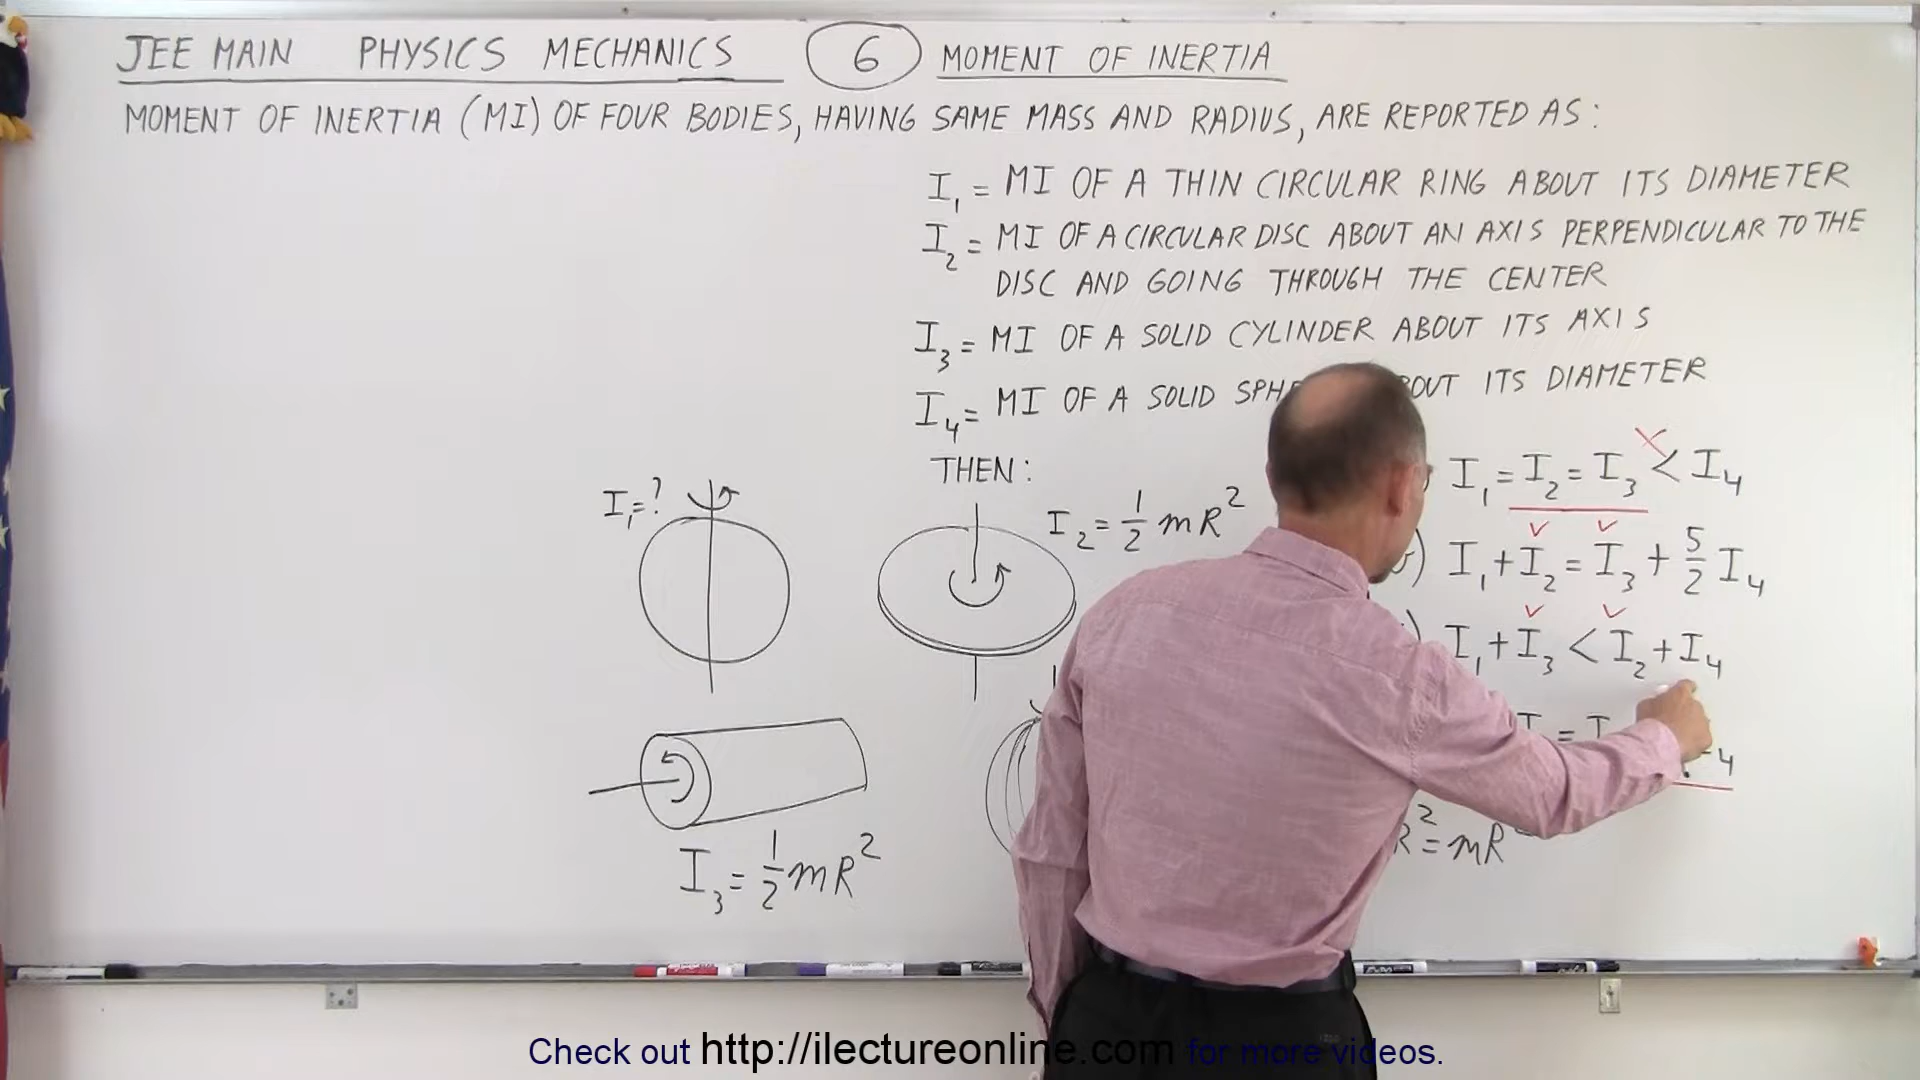 JEE MAIN PHYSICS MECHANICS 6 MOMENT OF INERTIA
MOMENT OF INERTIA (MI) OF FOUR BODIES, HAVING SAME MASS AND RADIUS, ARE REPORTED AS:
I₁ = MI OF A THIN CIRCULAR RING ABOUT ITS DIAMETER
I₂ = MI OF A CIRCULAR DISC ABOUT AN AXIS PERPENDICULAR TO THE
DISC AND GOING THROUGH THE CENTER
I₃ = MI OF A SOLID CYLINDER ABOUT ITS AXIS
I₄ = MI OF A SOLID ITS DIAMETER
THEN:
I₁ = I₂ = I₃ < I₄
I₁ + I₂ = I₃ + 5/2 I₄
I₁ + I₃ < I₂ + I₄
I₁=?
I₂ = 1/2 mR²
I₃ = 1/2 mR²
R² = mR
Check out http://ilectureonline.com for more videos.